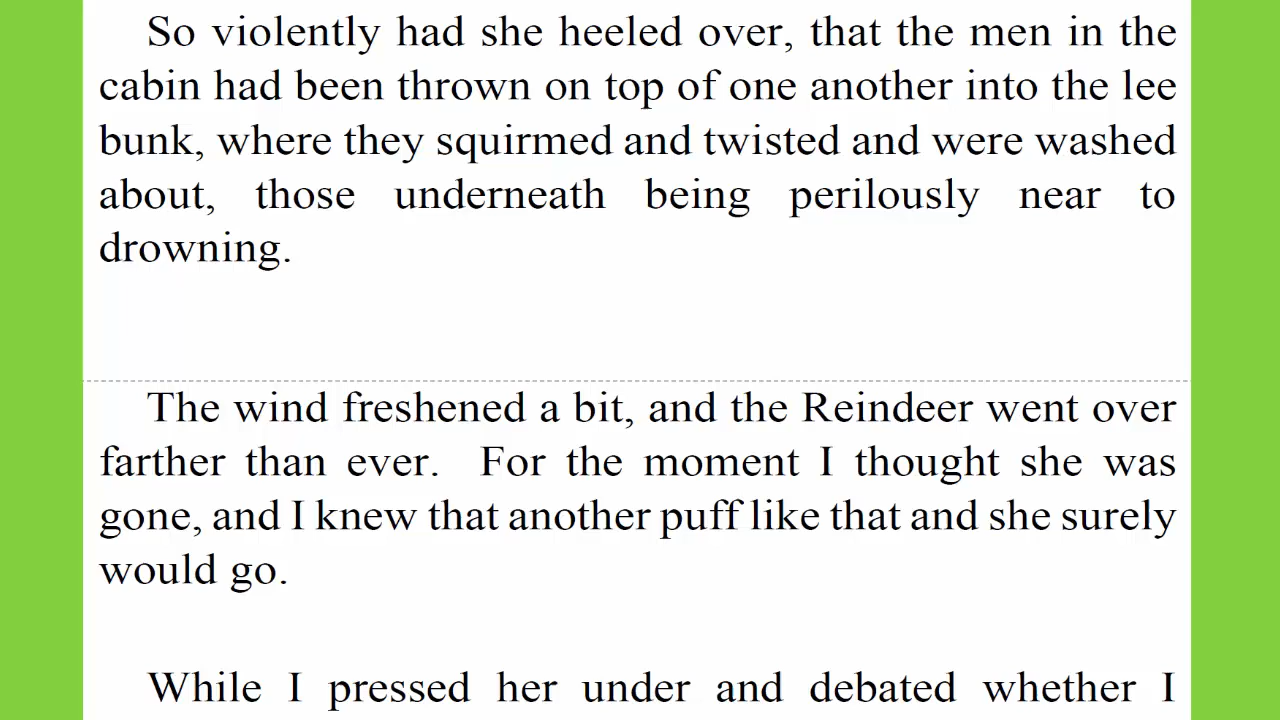 So violently had she heeled over, that the men in the
cabin had been thrown on top of one another into the lee
bunk, where they squirmed and twisted and were washed
about, those underneath being perilously near to
drowning.
The wind freshened a bit, and the Reindeer went over
farther than ever.  For the moment I thought she was
gone, and I knew that another puff like that and she surely
would go.
While I pressed her under and debated whether I